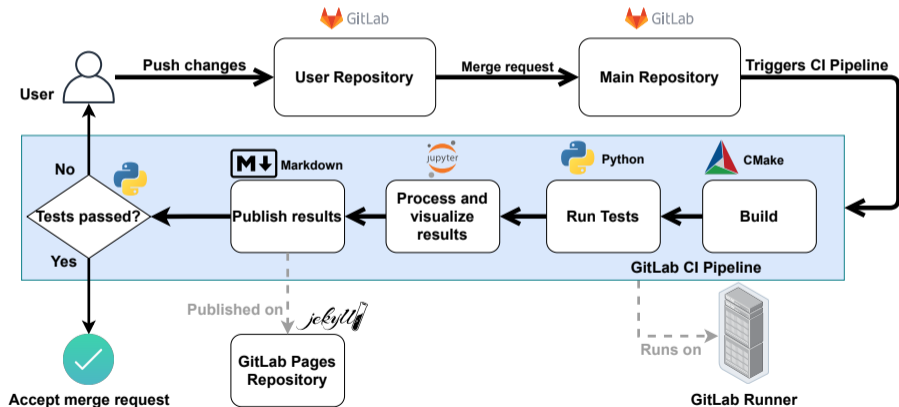 GitLab
GitLab
Push changes
User Repository
Merge request
Main Repository
Triggers CI Pipeline
User
No
Markdown
jupyter
Python
CMake
Tests passed?
Publish results
Process and
visualize
results
Run Tests
Build
Yes
GitLab CI Pipeline
Published on
jekyll
Runs on
GitLab Pages
Repository
Accept merge request
GitLab Runner